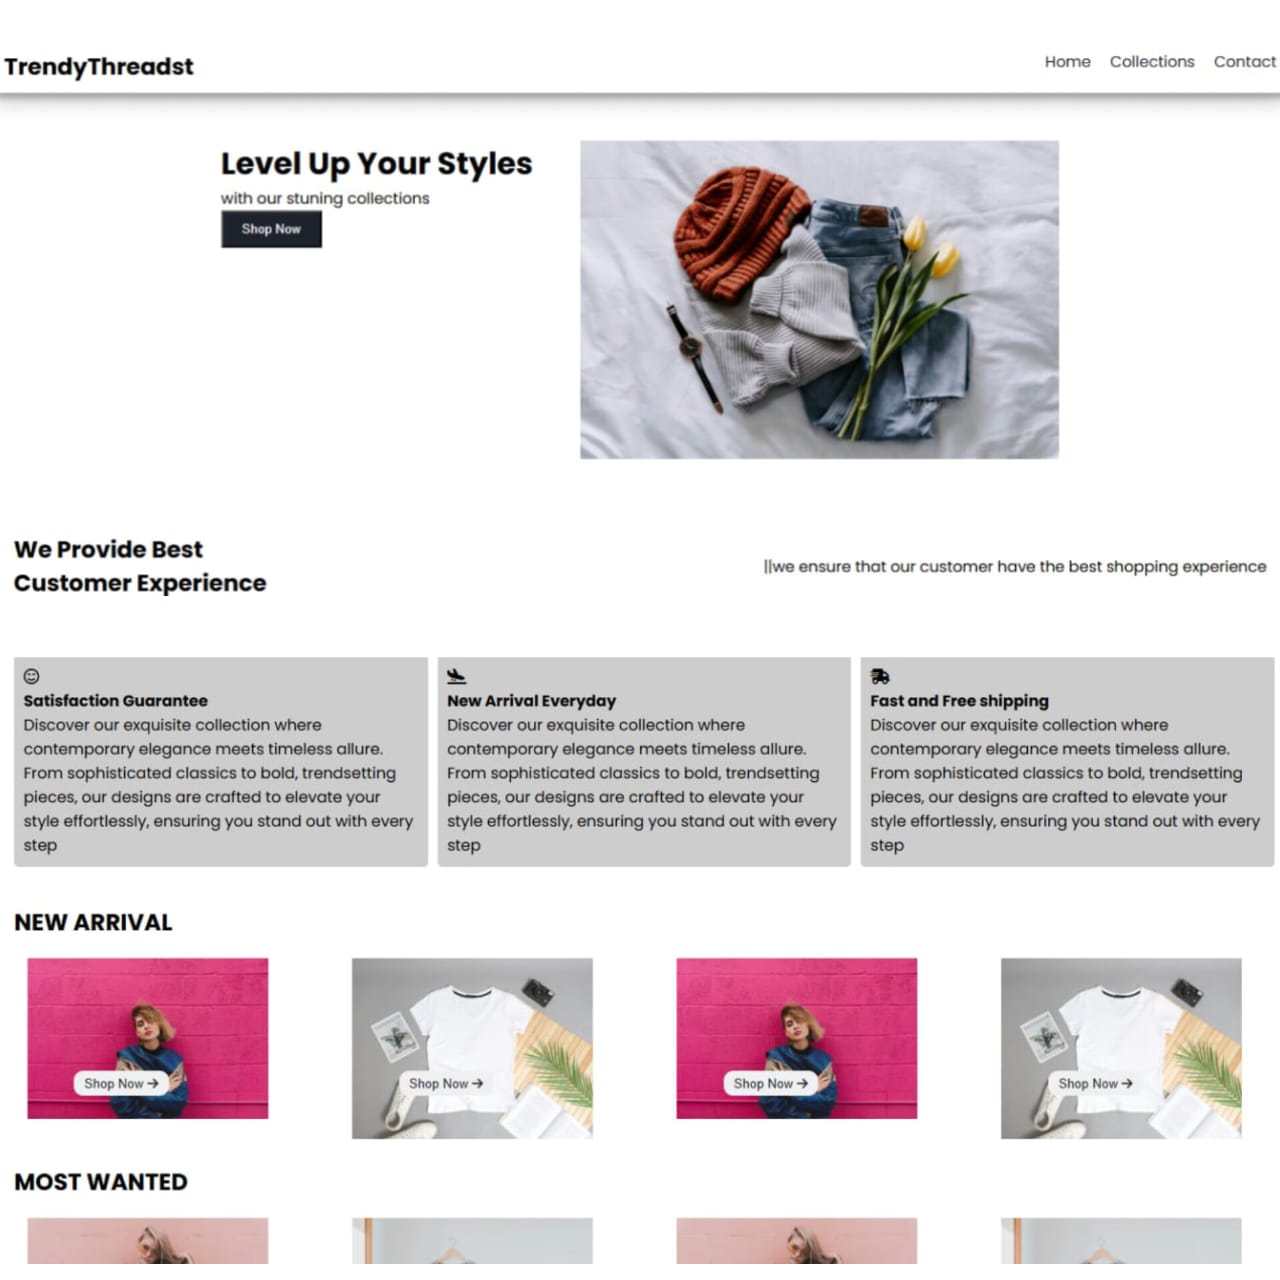 TrendyThreadst
Home Collections Contact
Level Up Your Styles
with our stuning collections
Shop Now
We Provide Best
Customer Experience
||we ensure that our customer have the best shopping experience
Satisfaction Guarantee
Discover our exquisite collection where
contemporary elegance meets timeless allure.
From sophisticated classics to bold, trendsetting
pieces, our designs are crafted to elevate your
style effortlessly, ensuring you stand out with every
step
New Arrival Everyday
Discover our exquisite collection where
contemporary elegance meets timeless allure.
From sophisticated classics to bold, trendsetting
pieces, our designs are crafted to elevate your
style effortlessly, ensuring you stand out with every
step
Fast and Free shipping
Discover our exquisite collection where
contemporary elegance meets timeless allure.
From sophisticated classics to bold, trendsetting
pieces, our designs are crafted to elevate your
style effortlessly, ensuring you stand out with every
step
NEW ARRIVAL
Shop Now →
Shop Now →
Shop Now →
Shop Now →
MOST WANTED